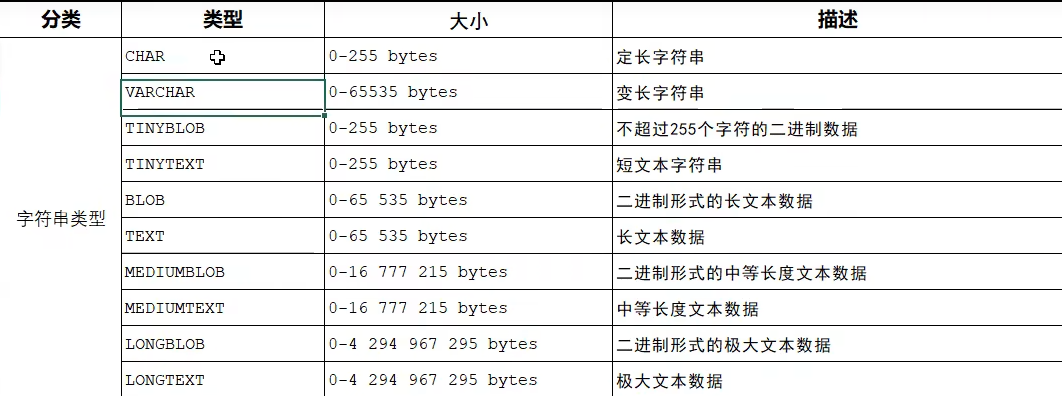 分类 类型 大小 描述
CHAR 0-255 bytes 定长字符串
VARCHAR 0-65535 bytes 变长字符串
TINYBLOB 0-255 bytes 不超过255个字符的二进制数据
TINYTEXT 0-255 bytes 短文本字符串
字符串类型 BLOB 0-65 535 bytes 二进制形式的长文本数据
TEXT 0-65 535 bytes 长文本数据
MEDIUMBLOB 0-16 777 215 bytes 二进制形式的中等长度文本数据
MEDIUMTEXT 0-16 777 215 bytes 中等长度文本数据
LONGBLOB 0-4 294 967 295 bytes 二进制形式的极大文本数据
LONGTEXT 0-4 294 967 295 bytes 极大文本数据